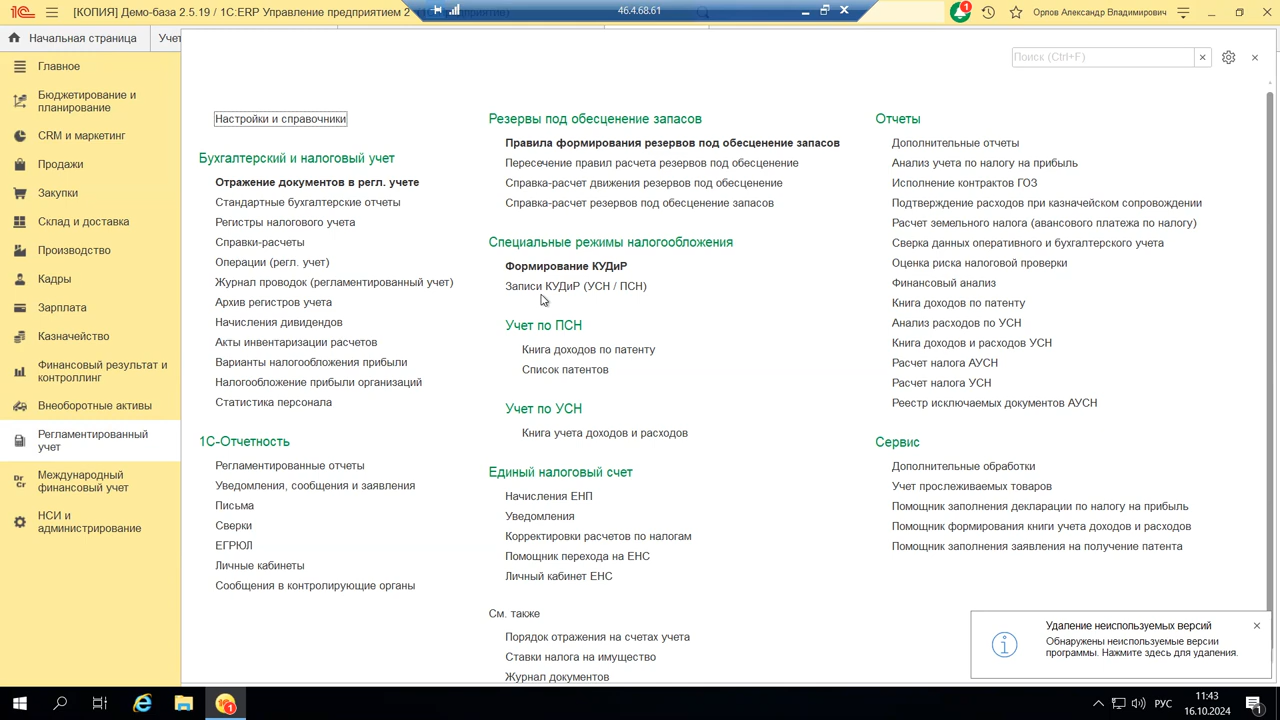 [КОПИЯ] Демо-база 2.5.19 / 1С:ERP Управление предприятием 2
46.4.68.61
1
Орлов Александр Владимирович
Начальная страница
Учет
Поиск (Ctrl+F)
Главное
Бюджетирование и
планирование
CRM и маркетинг
Продажи
Закупки
Склад и доставка
Производство
Кадры
Зарплата
Казначейство
Финансовый результат и
контроллинг
Внеоборотные активы
Регламентированный
учет
Международный
финансовый учет
НСИ и
администрирование
Настройки и справочники
Бухгалтерский и налоговый учет
Отражение документов в регл. учете
Стандартные бухгалтерские отчеты
Регистры налогового учета
Справки-расчеты
Операции (регл. учет)
Журнал проводок (регламентированный учет)
Архив регистров учета
Начисления дивидендов
Акты инвентаризации расчетов
Варианты налогообложения прибыли
Налогообложение прибыли организаций
Статистика персонала
1С-Отчетность
Регламентированные отчеты
Уведомления, сообщения и заявления
Письма
Сверки
ЕГРЮЛ
Личные кабинеты
Сообщения в контролирующие органы
Резервы под обесценение запасов
Правила формирования резервов под обесценение запасов
Пересечение правил расчета резервов под обесценение
Справка-расчет движения резервов под обесценение
Справка-расчет резервов под обесценение запасов
Специальные режимы налогообложения
Формирование КУДиР
Записи КУДиР (УСН / ПСН)
Учет по ПСН
Книга доходов по патенту
Список патентов
Учет по УСН
Книга учета доходов и расходов
Единый налоговый счет
Начисления ЕНП
Уведомления
Корректировки расчетов по налогам
Помощник перехода на ЕНС
Личный кабинет ЕНС
См. также
Порядок отражения на счетах учета
Ставки налога на имущество
Журнал документов
Отчеты
Дополнительные отчеты
Анализ учета по налогу на прибыль
Исполнение контрактов ГОЗ
Подтверждение расходов при казначейском сопровождении
Расчет земельного налога (авансового платежа по налогу)
Сверка данных оперативного и бухгалтерского учета
Оценка риска налоговой проверки
Финансовый анализ
Книга доходов по патенту
Анализ расходов по УСН
Книга доходов и расходов УСН
Расчет налога АУСН
Расчет налога УСН
Реестр исключаемых документов АУСН
Сервис
Дополнительные обработки
Учет прослеживаемых товаров
Помощник заполнения декларации по налогу на прибыль
Помощник формирования книги учета доходов и расходов
Помощник заполнения заявления на получение патента
Удаление неиспользуемых версий
Обнаружены неиспользуемые версии
программы. Нажмите здесь для удаления.
РУС
11:43
16.10.2024
1